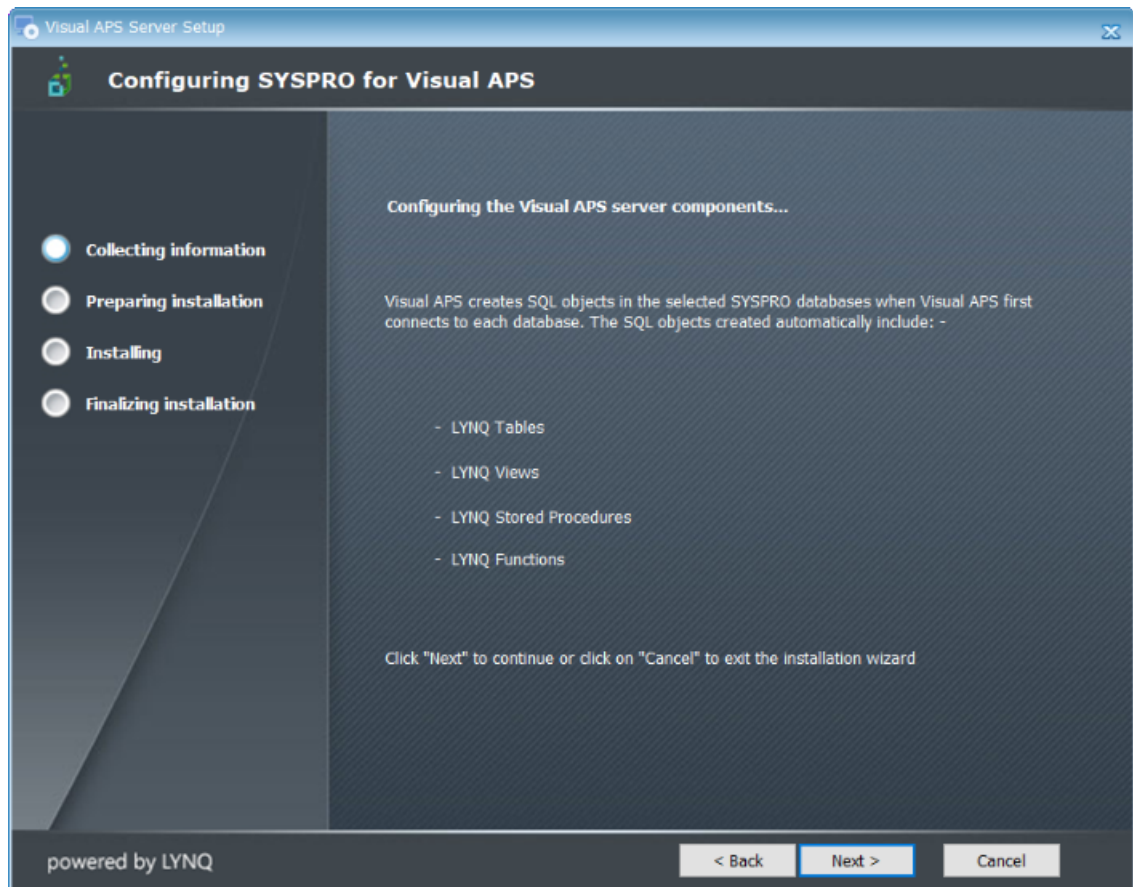 Visual APS Server Setup
Configuring SYSPRO for Visual APS
Configuring the Visual APS server components...
Collecting information
Preparing installation
Installing
Finalizing installation
Visual APS creates SQL objects in the selected SYSPRO databases when Visual APS first
connects to each database. The SQL objects created automatically include: -
- LYNQ Tables
- LYNQ Views
- LYNQ Stored Procedures
- LYNQ Functions
Click "Next" to continue or click on "Cancel" to exit the installation wizard
powered by LYNQ
< Back
Next >
Cancel